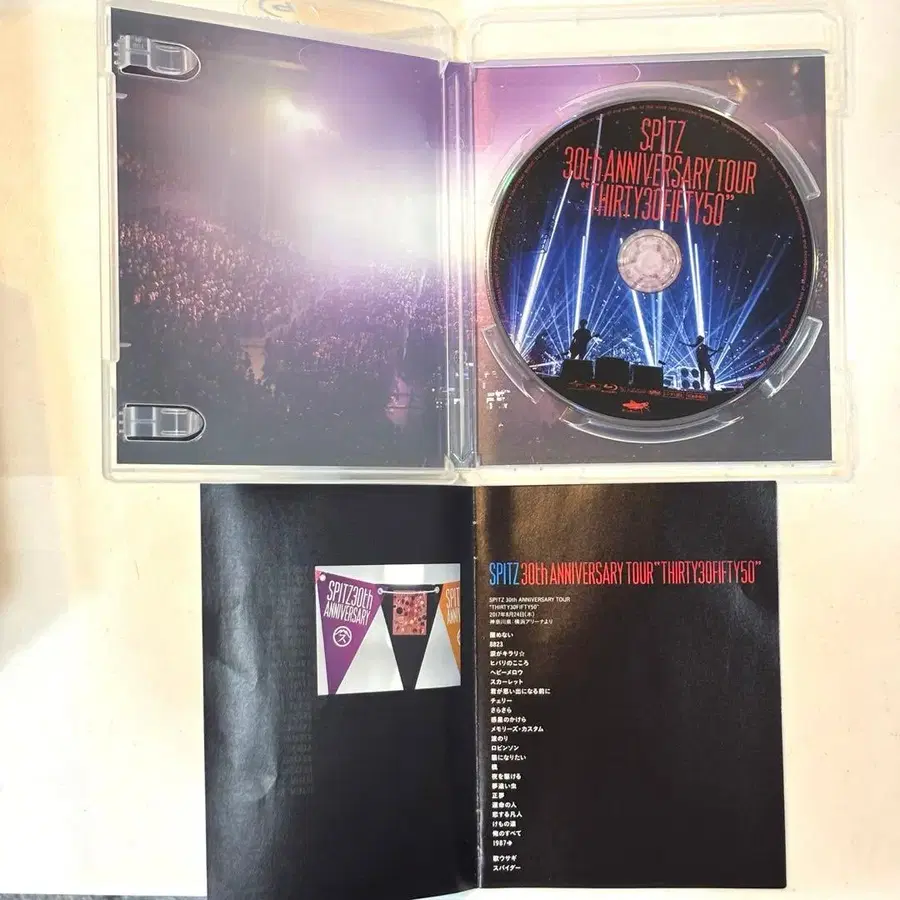 SPITZ
30th ANNIVERSARY TOUR
"THIRTY30FIFTY50"
SPITZ30th
ANNIVERSARY
SPITZ 30th ANNIVERSARY TOUR"THIRTY30FIFTY50"
SPITZ 30th ANNIVERSARY TOUR
"THIRTY30FIFTY50"
2017年8月24日(木)
神奈川県:横浜アリーナより
醒めない
8823
涙がキラリ☆
ヒバリのこころ
ヘビーメロウ
スカーレット
君が思い出になる前に
チェリー
さらさら
惑星のかけら
メモリーズ・カスタム
波のり
ロビンソン
猫になりたい
楓
夜を駆ける
夢追い虫
正夢
運命の人
恋する凡人
けもの道
俺のすべて
1987→
歌ウサギ
スパイダー